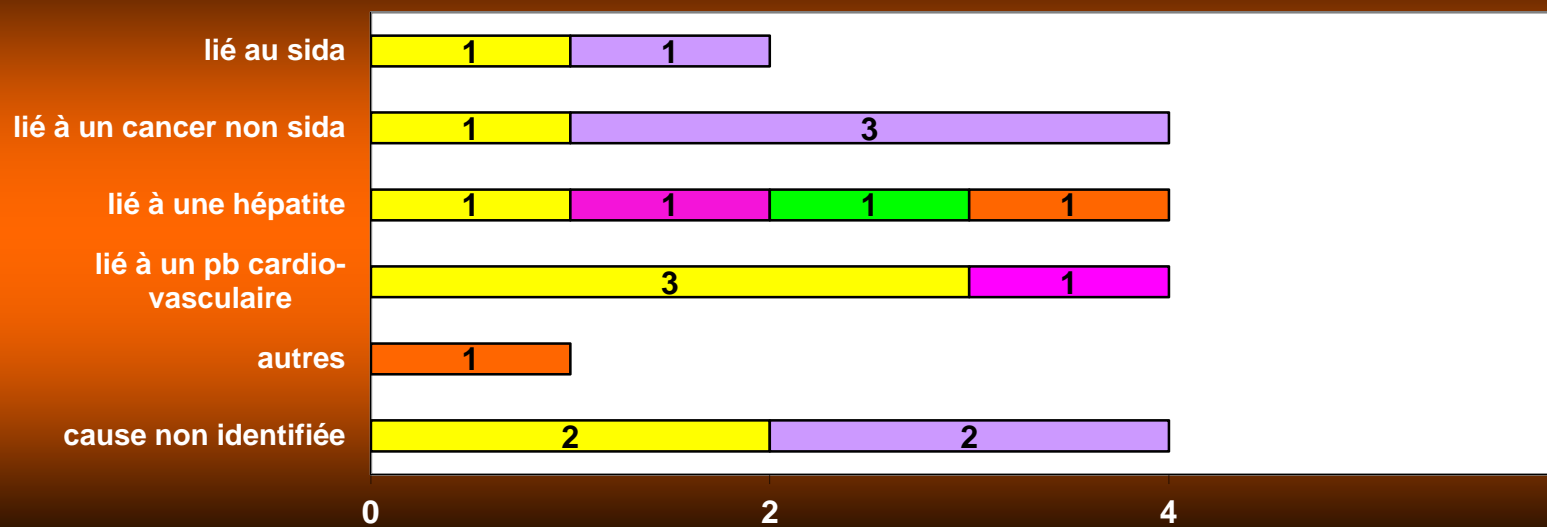 lié au sida
1 1
lié à un cancer non sida
1 3
lié à une hépatite
1 1 1 1
lié à un pb cardio-
vasculaire
3 1
autres
1
cause non identifiée
2 2
0 2 4